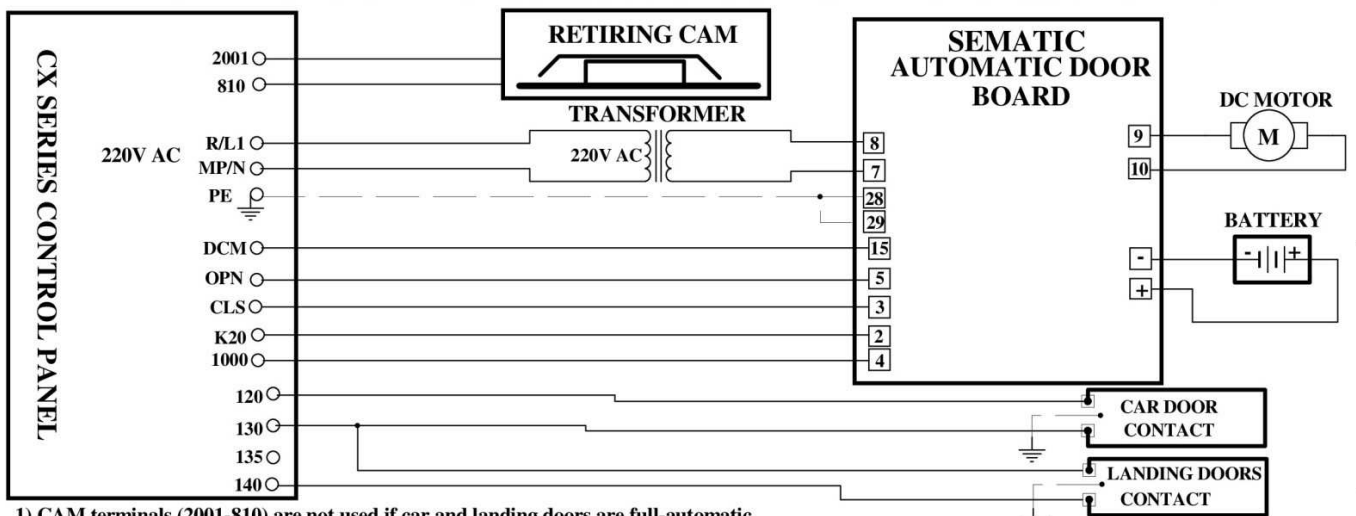 CX SERIES CONTROL PANEL
2001
810
220V AC
R/L1
MP/N
PE
DCM
OPN
CLS
K20
1000
120
130
135
140
RETIRING CAM
TRANSFORMER
220V AC
SEMATIC
AUTOMATIC DOOR
BOARD
8
7
28
29
15
5
3
2
4
9
10
-
+
DC MOTOR
M
BATTERY
- +
CAR DOOR
CONTACT
LANDING DOORS
CONTACT
1) CAM terminals (2001-810) are not used if car and landing doors are full-automatic